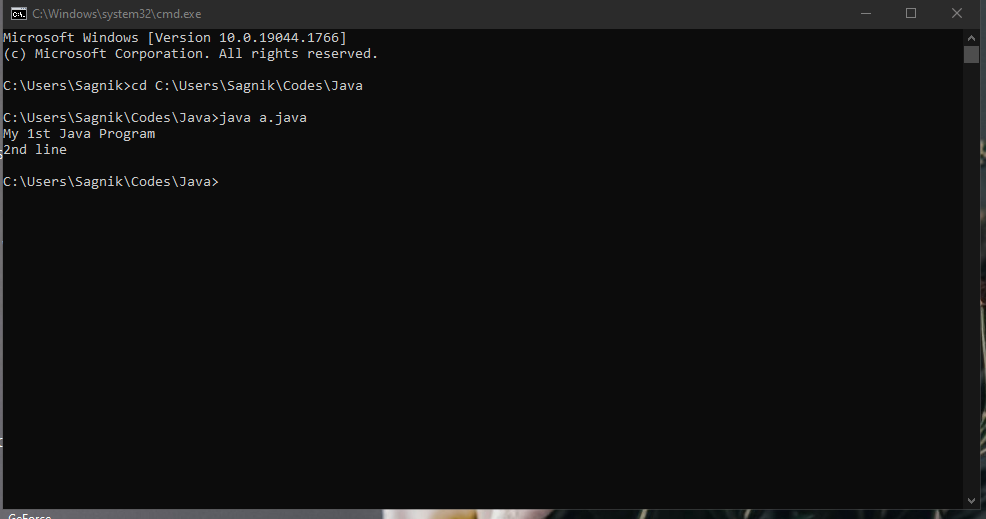 C:\Windows\system32\cmd.exe
Microsoft Windows [Version 10.0.19044.1766]
(c) Microsoft Corporation. All rights reserved.
C:\Users\Sagnik>cd C:\Users\Sagnik\Codes\Java
C:\Users\Sagnik\Codes\Java>java a.java
My 1st Java Program
2nd line
C:\Users\Sagnik\Codes\Java>
GeForce